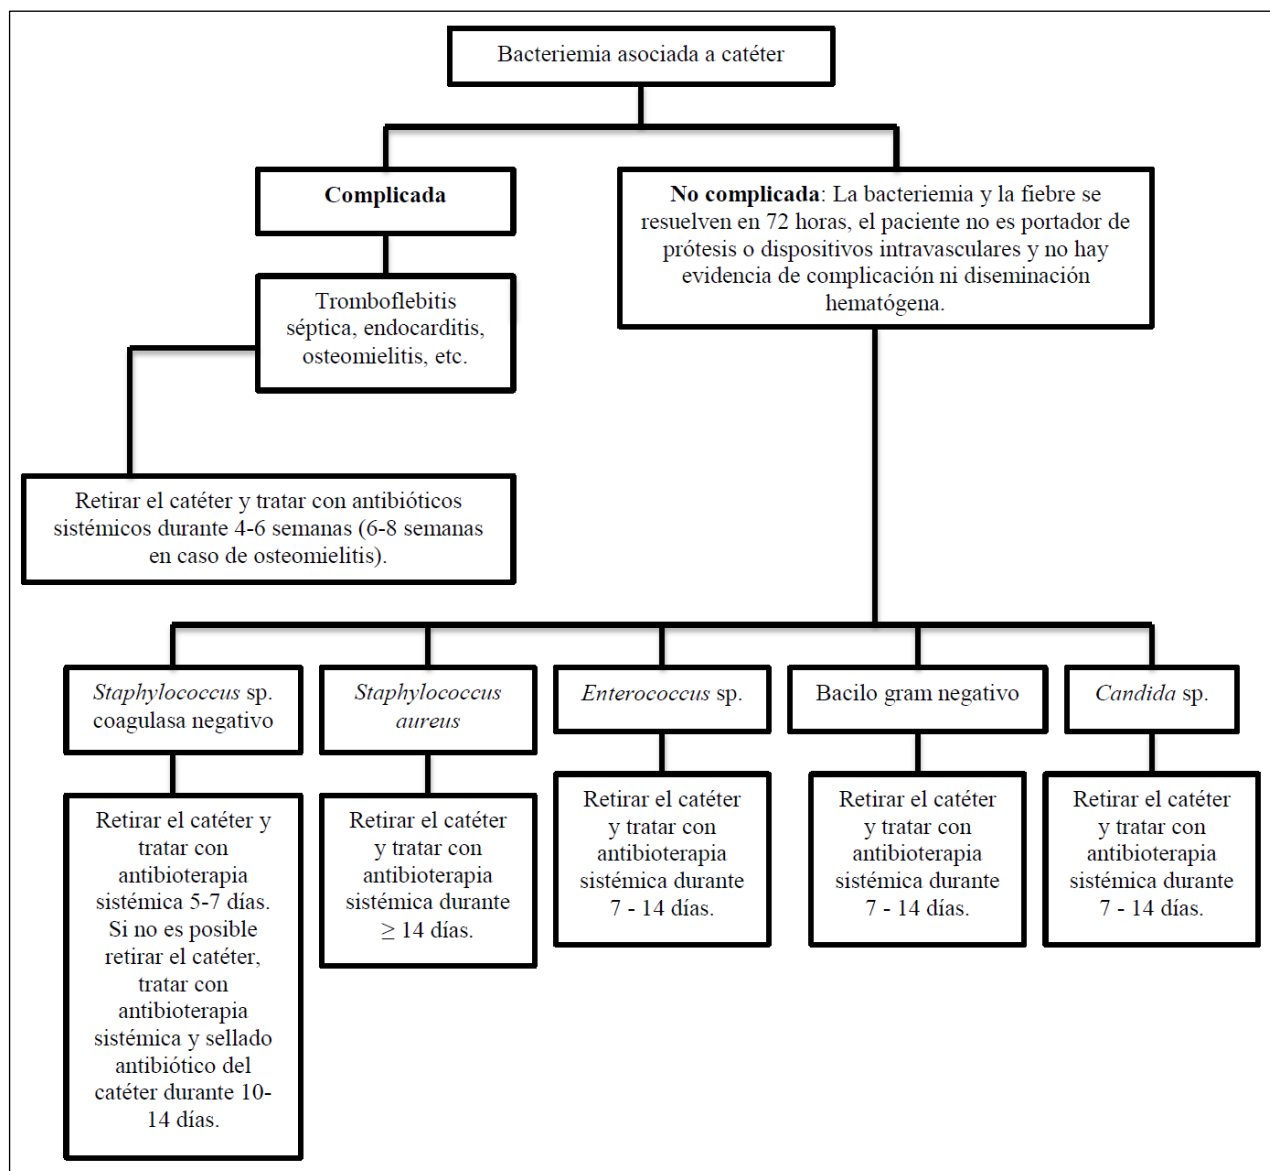 Bacteriemia asociada a catéter
Complicada
No complicada: La bacteriemia y la fiebre se
resuelven en 72 horas, el paciente no es portador de
prótesis o dispositivos intravasculares y no hay
evidencia de complicación ni diseminación
hematógena.
Tromboflebitis
séptica, endocarditis,
osteomielitis, etc.
Retirar el catéter y tratar con antibióticos
sistémicos durante 4-6 semanas (6-8 semanas
en caso de osteomielitis).
Staphylococcus sp.
coagulasa negativo
Staphylococcus
aureus
Enterococcus sp.
Bacilo gram negativo
Candida sp.
Retirar el catéter y
tratar con
antibioterapia
sistémica 5-7 días.
Si no es posible
retirar el catéter,
tratar con
antibioterapia
sistémica y sellado
antibiótico del
catéter durante 10-
14 días.
Retirar el catéter
y tratar con
antibioterapia
sistémica durante
≥ 14 días.
Retirar el catéter
y tratar con
antibioterapia
sistémica durante
7 - 14 días.
Retirar el catéter
y tratar con
antibioterapia
sistémica durante
7 - 14 días.
Retirar el catéter
y tratar con
antibioterapia
sistémica durante
7 - 14 días.